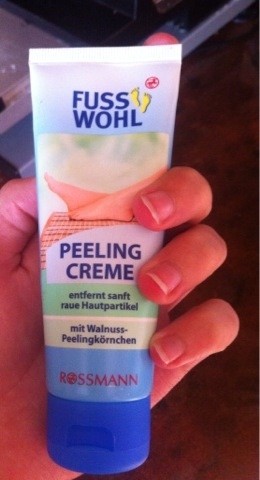 FUSS
WOHL
PEELING
CREME
entfernt sanft
raue Hautpartikel
mit Walnuss-
Peelingkörnchen
ROSSMANN